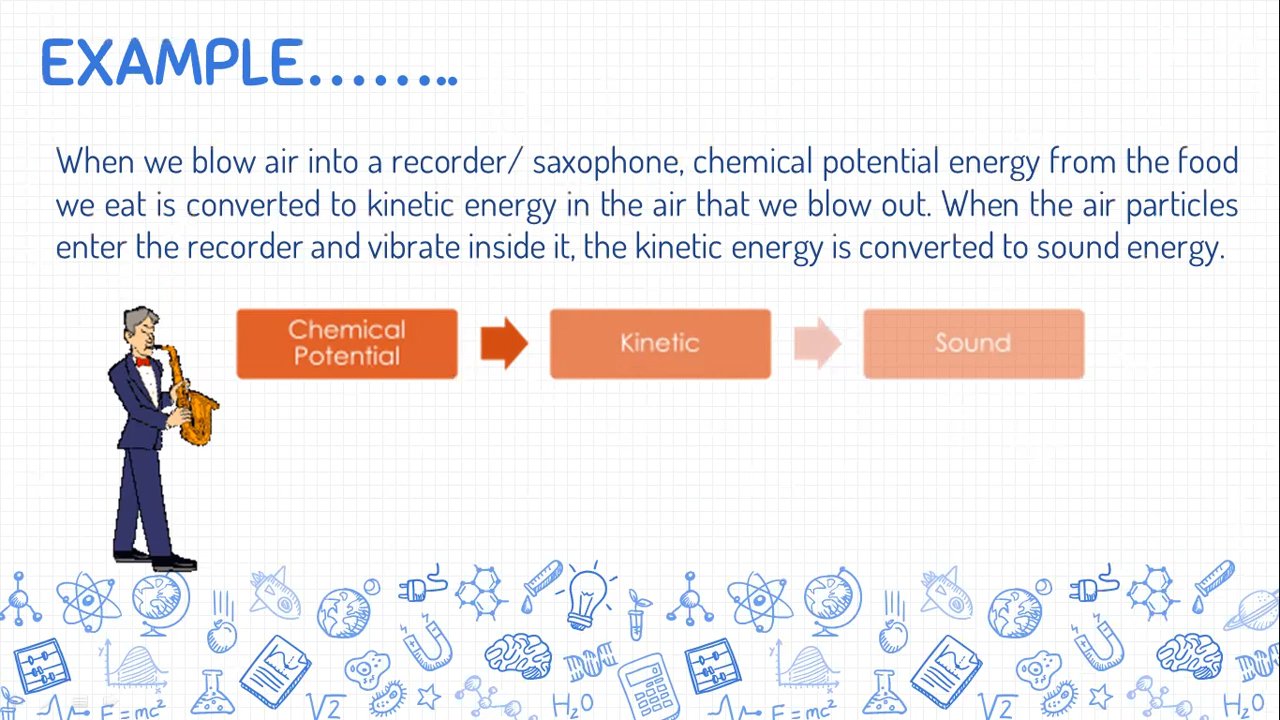 EXAMPLE........
When we blow air into a recorder/ saxophone, chemical potential energy from the food
we eat is converted to kinetic energy in the air that we blow out. When the air particles
enter the recorder and vibrate inside it, the kinetic energy is converted to sound energy.
Chemical
Potential
Kinetic
Sound
y
x
y
x
√2
H₂O
√2
H₂O
E=mc²
E=mc²